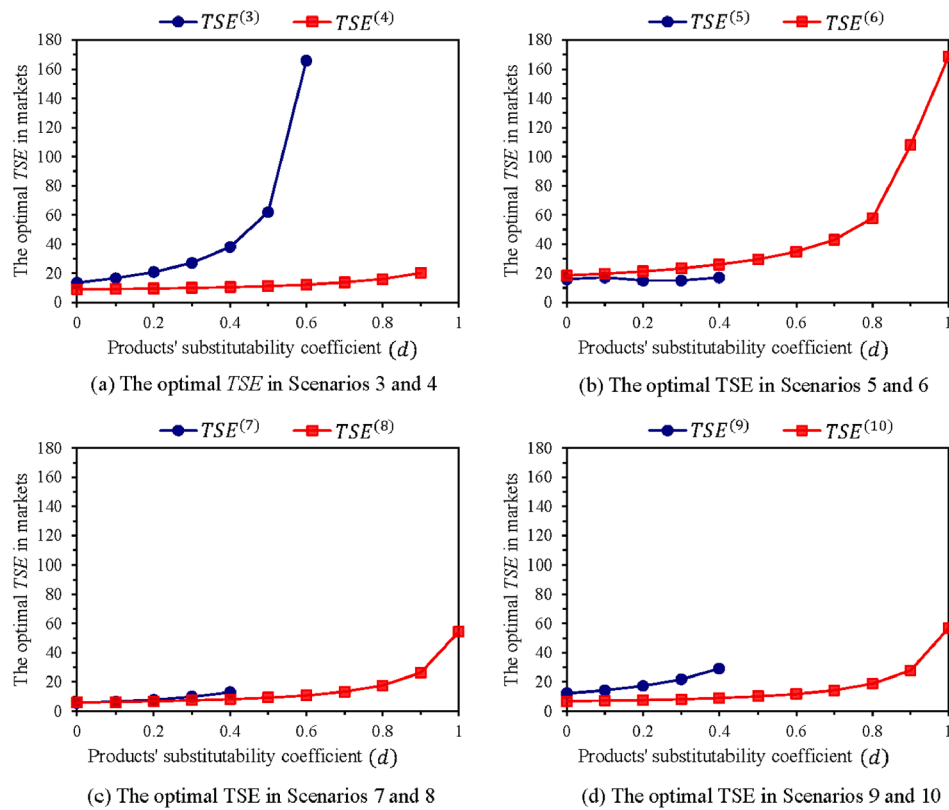 TSE^(3) TSE^(4)
The optimal TSE in markets
180
160
140
120
100
80
60
40
20
0
0 0.2 0.4 0.6 0.8 1
Products' substitutability coefficient (d)
(a) The optimal TSE in Scenarios 3 and 4
TSE^(5) TSE^(6)
The optimal TSE in markets
180
160
140
120
100
80
60
40
20
0
0 0.2 0.4 0.6 0.8 1
Products' substitutability coefficient (d)
(b) The optimal TSE in Scenarios 5 and 6
TSE^(7) TSE^(8)
The optimal TSE in markets
180
160
140
120
100
80
60
40
20
0
0 0.2 0.4 0.6 0.8 1
Products' substitutability coefficient (d)
(c) The optimal TSE in Scenarios 7 and 8
TSE^(9) TSE^(10)
The optimal TSE in markets
180
160
140
120
100
80
60
40
20
0
0 0.2 0.4 0.6 0.8 1
Products' substitutability coefficient (d)
(d) The optimal TSE in Scenarios 9 and 10